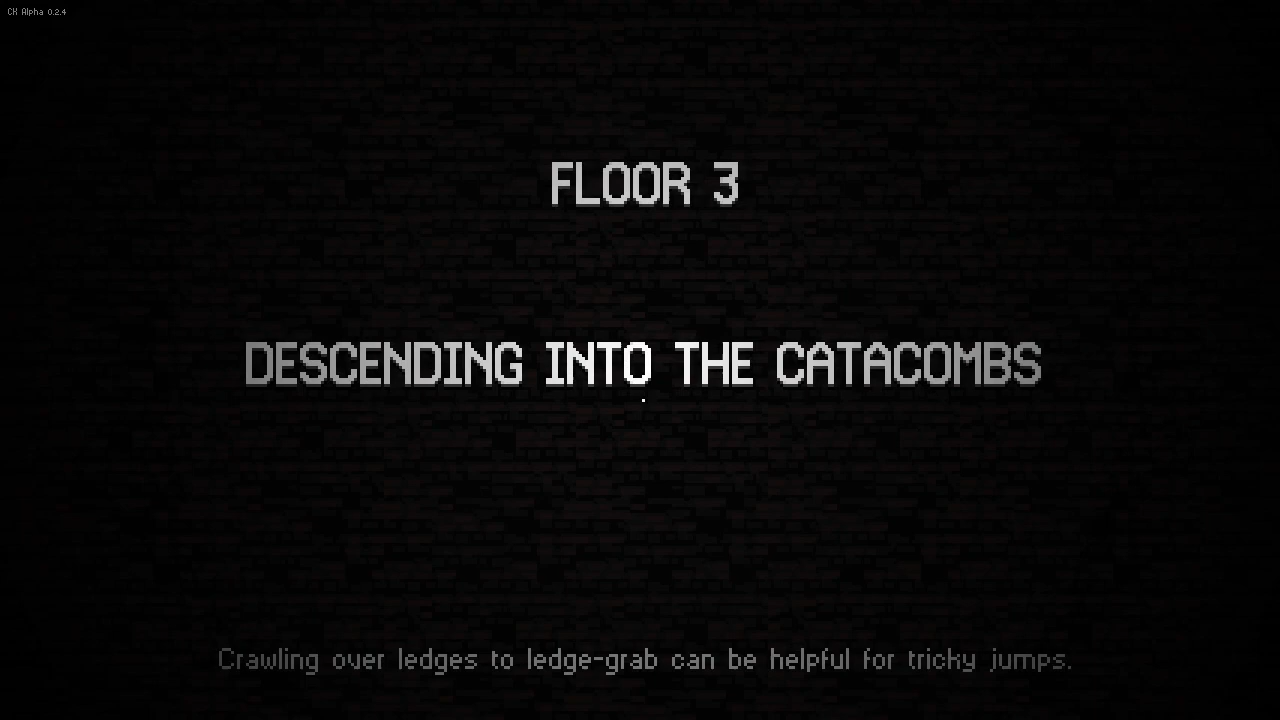 CK Alpha 0.2.4
FLOOR 3
DESCENDING INTO THE CATACOMBS
Crawling over ledges to ledge-grab can be helpful for tricky jumps.